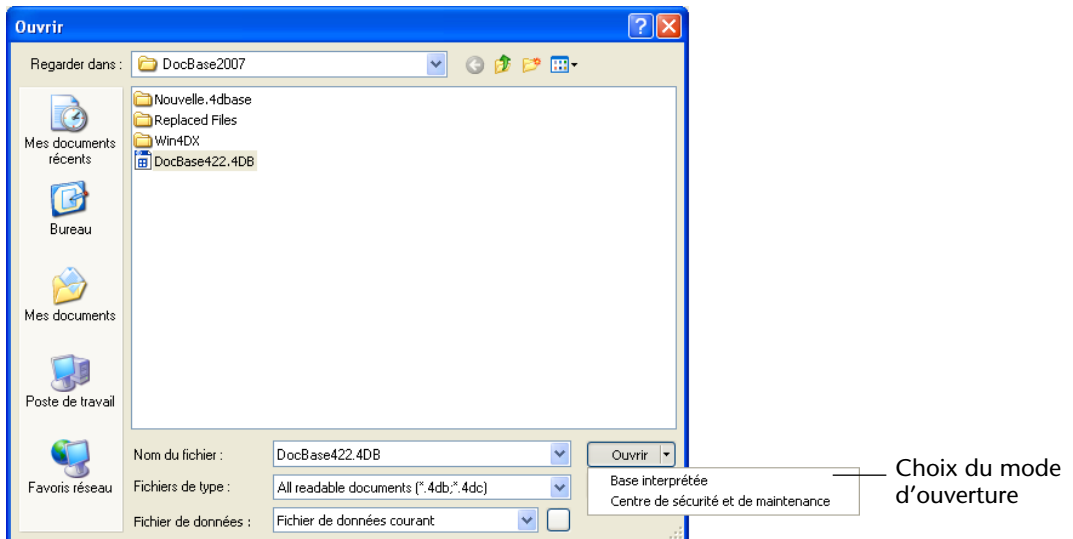 Ouvrir
Regarder dans :
DocBase2007
Nouvelle.4dbase
Replaced Files
Win4DX
DocBase422.4DB
Mes documents
récents
Bureau
Mes documents
Poste de travail
Favoris réseau
Nom du fichier :
DocBase422.4DB
Ouvrir
Fichiers de type :
All readable documents (*.4db;*.4dc)
Fichier de données :
Fichier de données courant
Base interprétée
Centre de sécurité et de maintenance
Choix du mode
d’ouverture